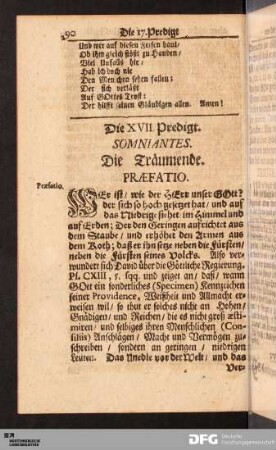 90 Die 17. Predigt
Und wer auf diesen Felsen baut/
Ob ihm gleich stößt zu Handen/
Viel Unfalls hie/
Hab ich doch nie
Den Menschen sehen fallen:
Der sich verläßt
Auf GOttes Trost:
Der hilfft seinen Gläubigen allen. Amen!
Die XVII. Predigt.
SOMNIANTES.
Die Träumende.
PRÆFATIO.
Præfatio.
WEr ist/ wie der HErr unser GOtt?
der sich so hoch gesetzet hat/ und auf
das Niedrige sihet im Himmel und
auf Erden; Der den Geringen aufrichtet aus
dem Staube/ und erhöhet den Armen aus
dem Koth; daß er ihn setze neben die Fürsten/
neben die Fürsten seines Volcks. Also ver-
wundert sich David über die Göttliche Regierung.
Ps. CXIII, 5. sqq. und zeiget an/ daß/ wann
GOtt ein sonderliches (Specimen) Kennzeichen
seiner Providence, Weißheit und Allmacht er-
weisen wil/ so thut er solches nicht an Hohen/
Gnädigen/ und Reichen/ die es nicht groß æsti-
miren/ und selbiges ihren Menschlichen (Con-
siliis) Anschlägen/ Macht und Vermögen zu-
schreiben/ sondern an geringen/ niedrigen
Leuten. Das Unedle vor der Welt/ und das
Ver-
DFG Deutsche
Forschungsgemeinschaft